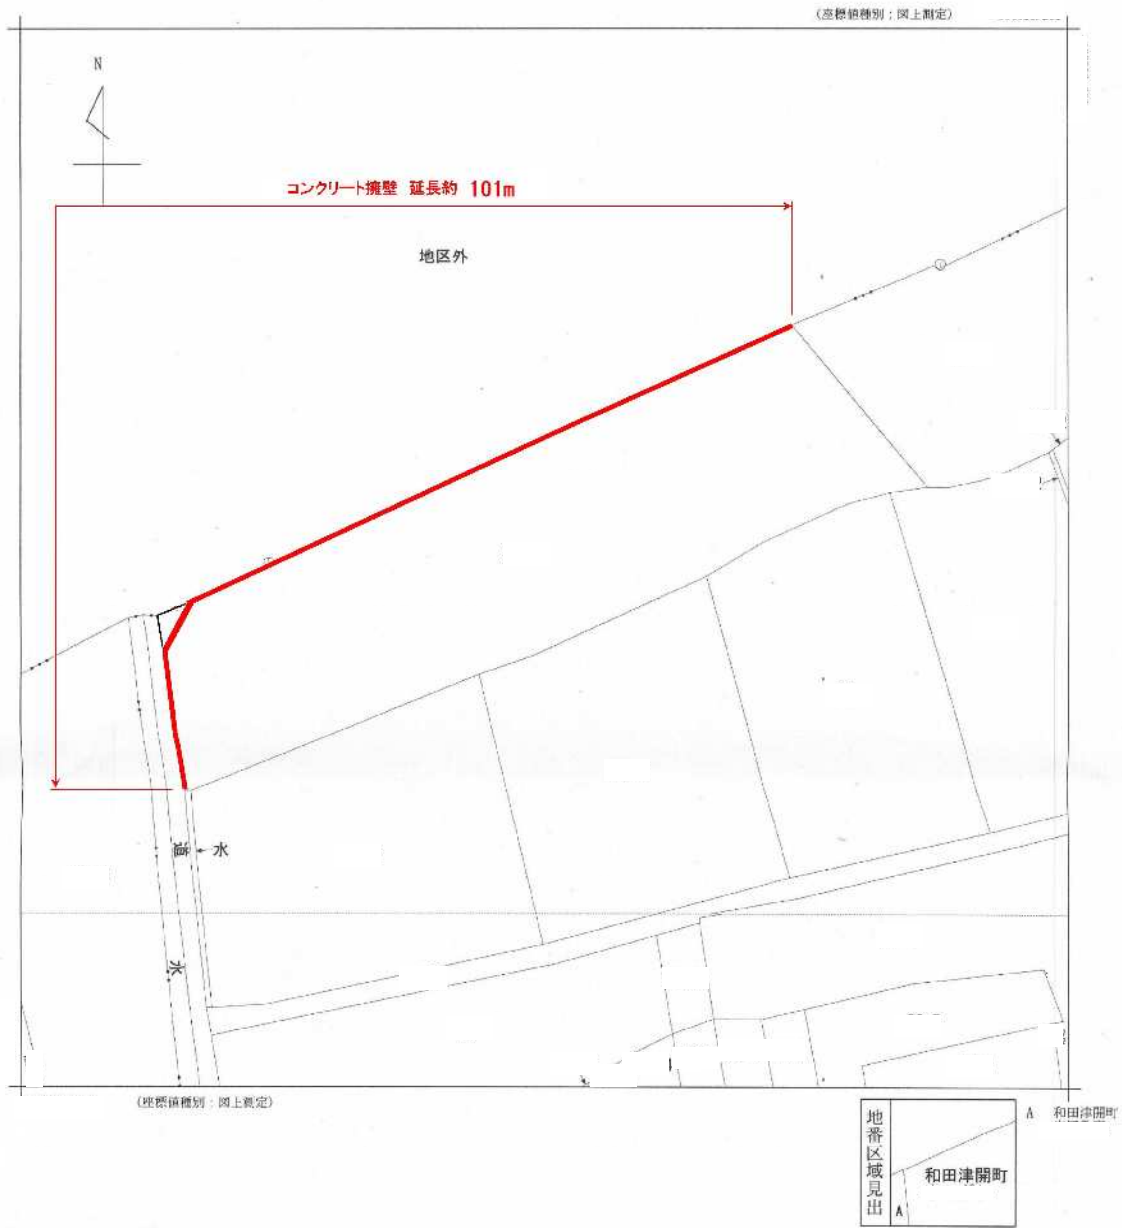 (座標値種別：図上測定)
N
コンクリート擁壁 延長約 101m
地区外
道 ← 水
水
(座標値種別：図上測定)
地番区域見出
A
和田津開町
A 和田津開町